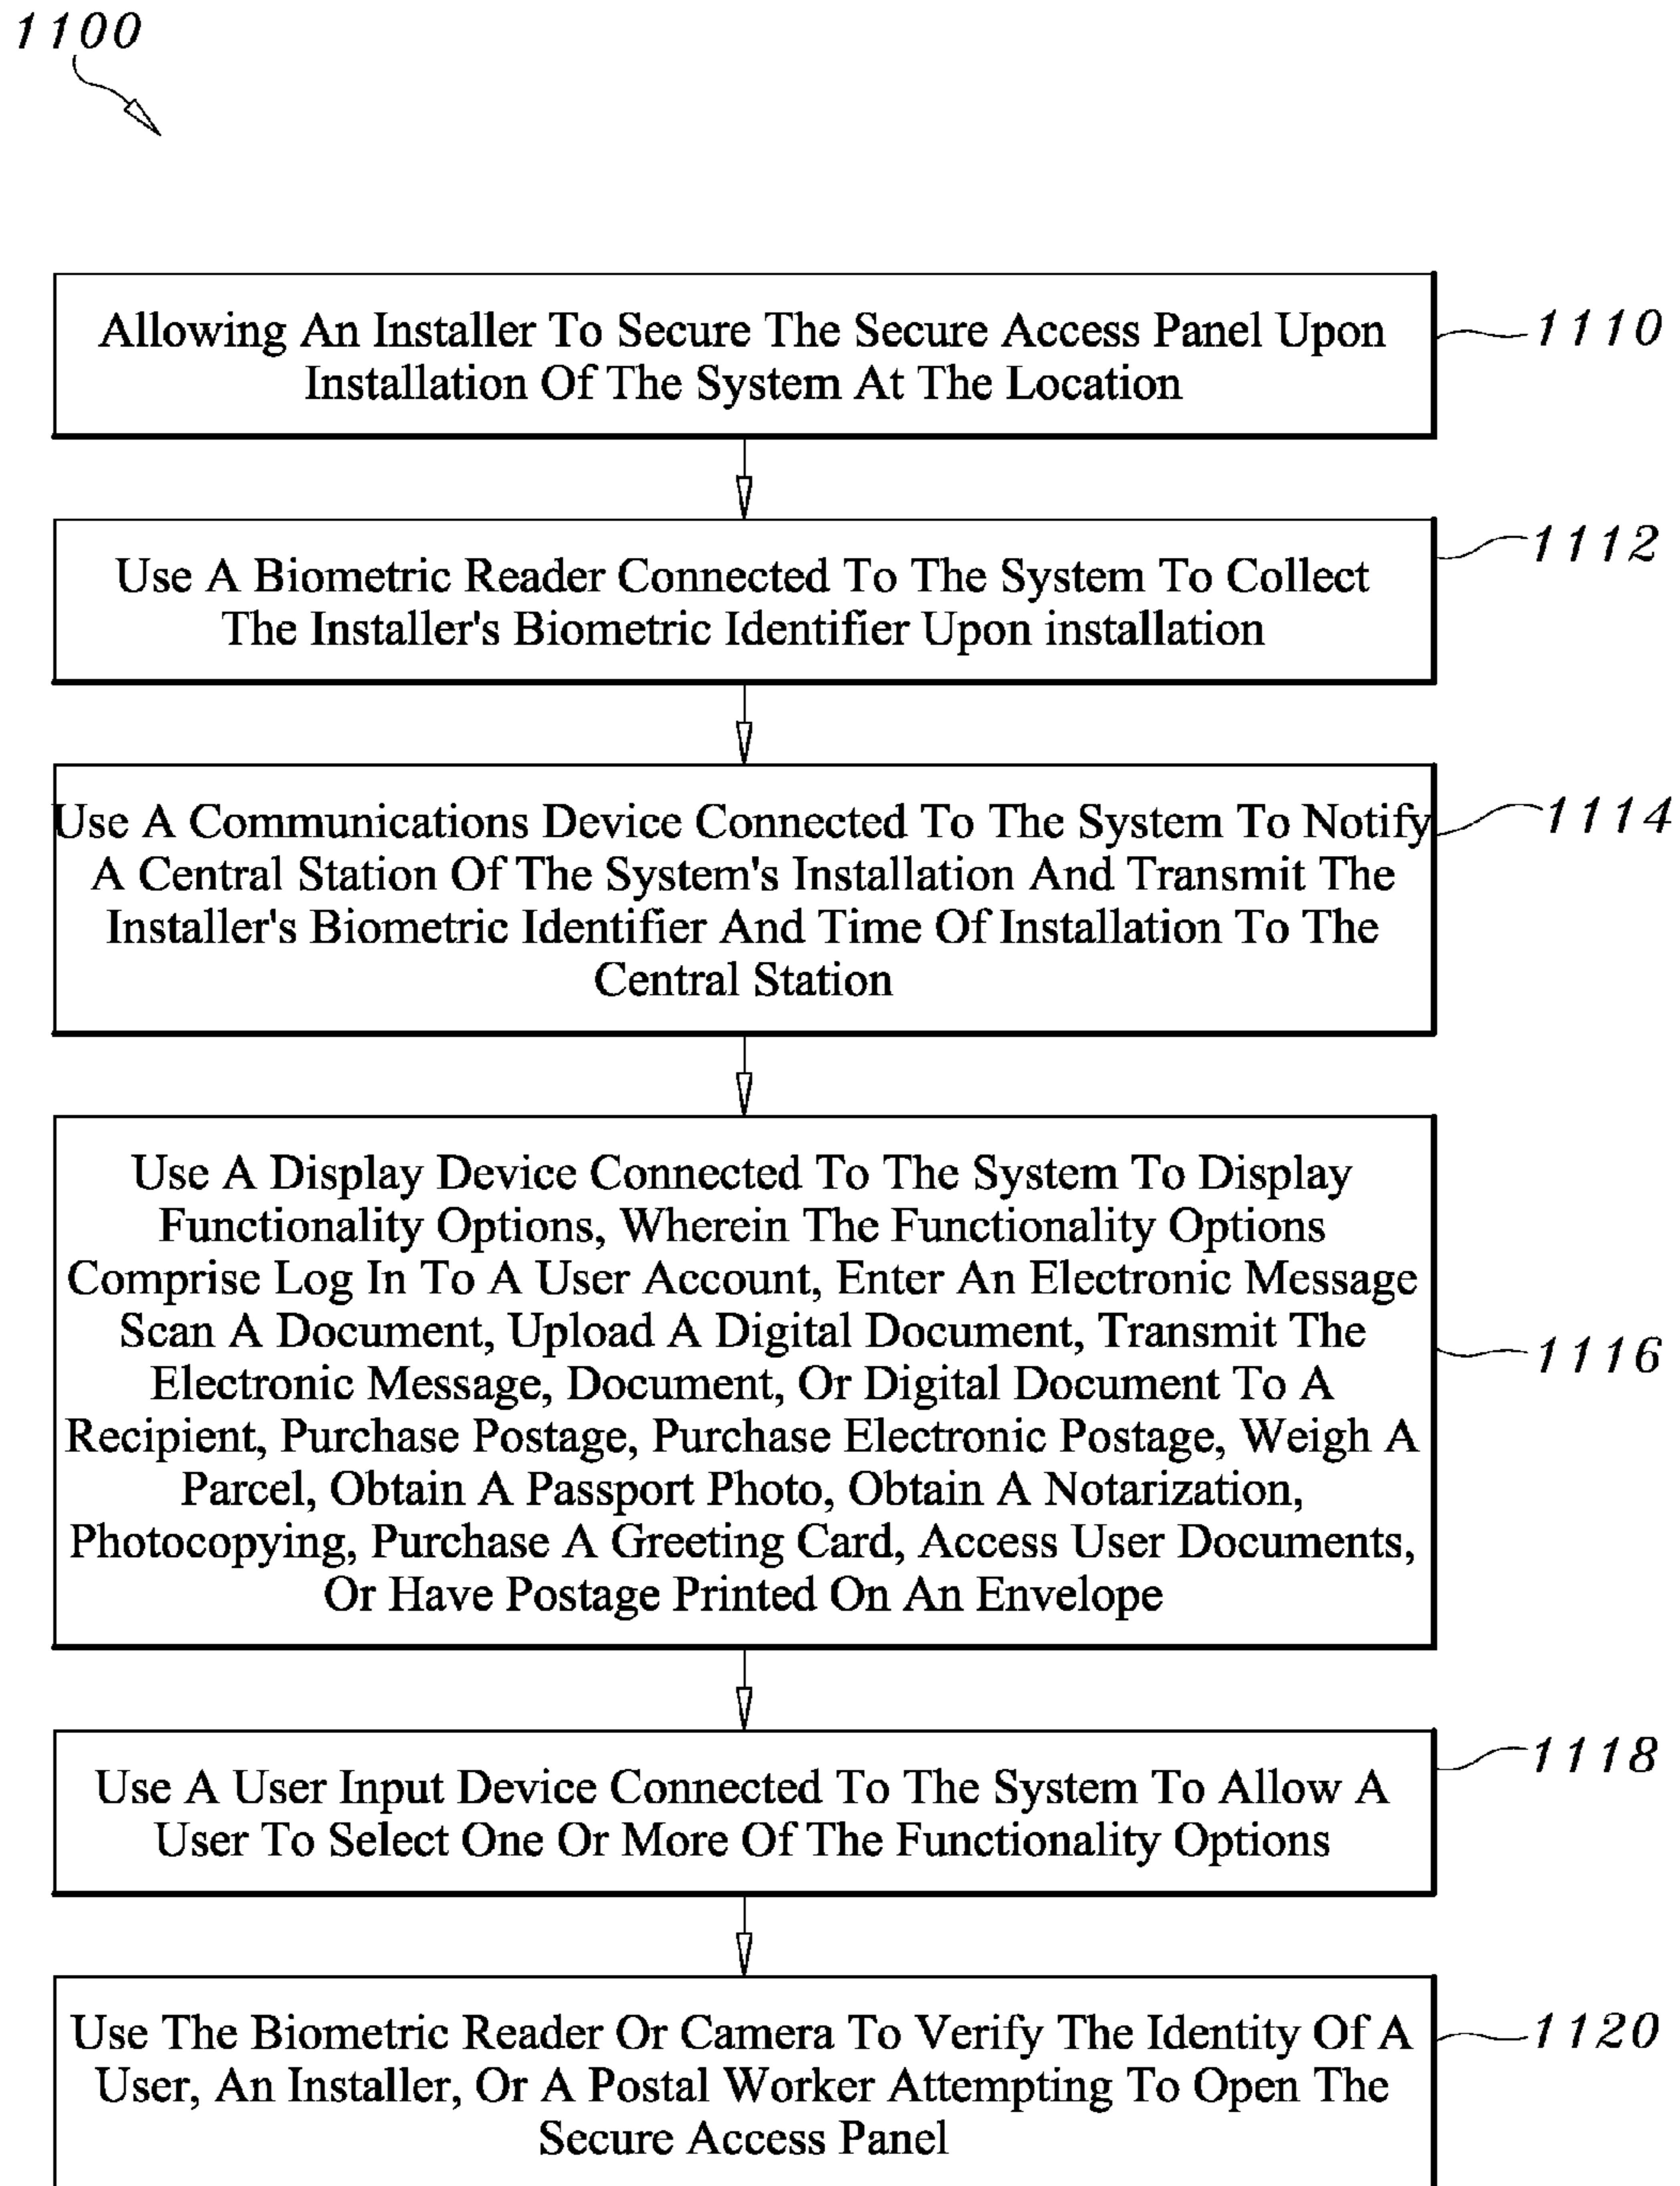 1100
Allowing An Installer To Secure The Secure Access Panel Upon
Installation Of The System At The Location
1110
Use A Biometric Reader Connected To The System To Collect
The Installer's Biometric Identifier Upon installation
1112
Use A Communications Device Connected To The System To Notify
A Central Station Of The System's Installation And Transmit The
Installer's Biometric Identifier And Time Of Installation To The
Central Station
1114
Use A Display Device Connected To The System To Display
Functionality Options, Wherein The Functionality Options
Comprise Log In To A User Account, Enter An Electronic Message
Scan A Document, Upload A Digital Document, Transmit The
Electronic Message, Document, Or Digital Document To A
Recipient, Purchase Postage, Purchase Electronic Postage, Weigh A
Parcel, Obtain A Passport Photo, Obtain A Notarization,
Photocopying, Purchase A Greeting Card, Access User Documents,
Or Have Postage Printed On An Envelope
1116
Use A User Input Device Connected To The System To Allow A
User To Select One Or More Of The Functionality Options
1118
Use The Biometric Reader Or Camera To Verify The Identity Of A
User, An Installer, Or A Postal Worker Attempting To Open The
Secure Access Panel
1120